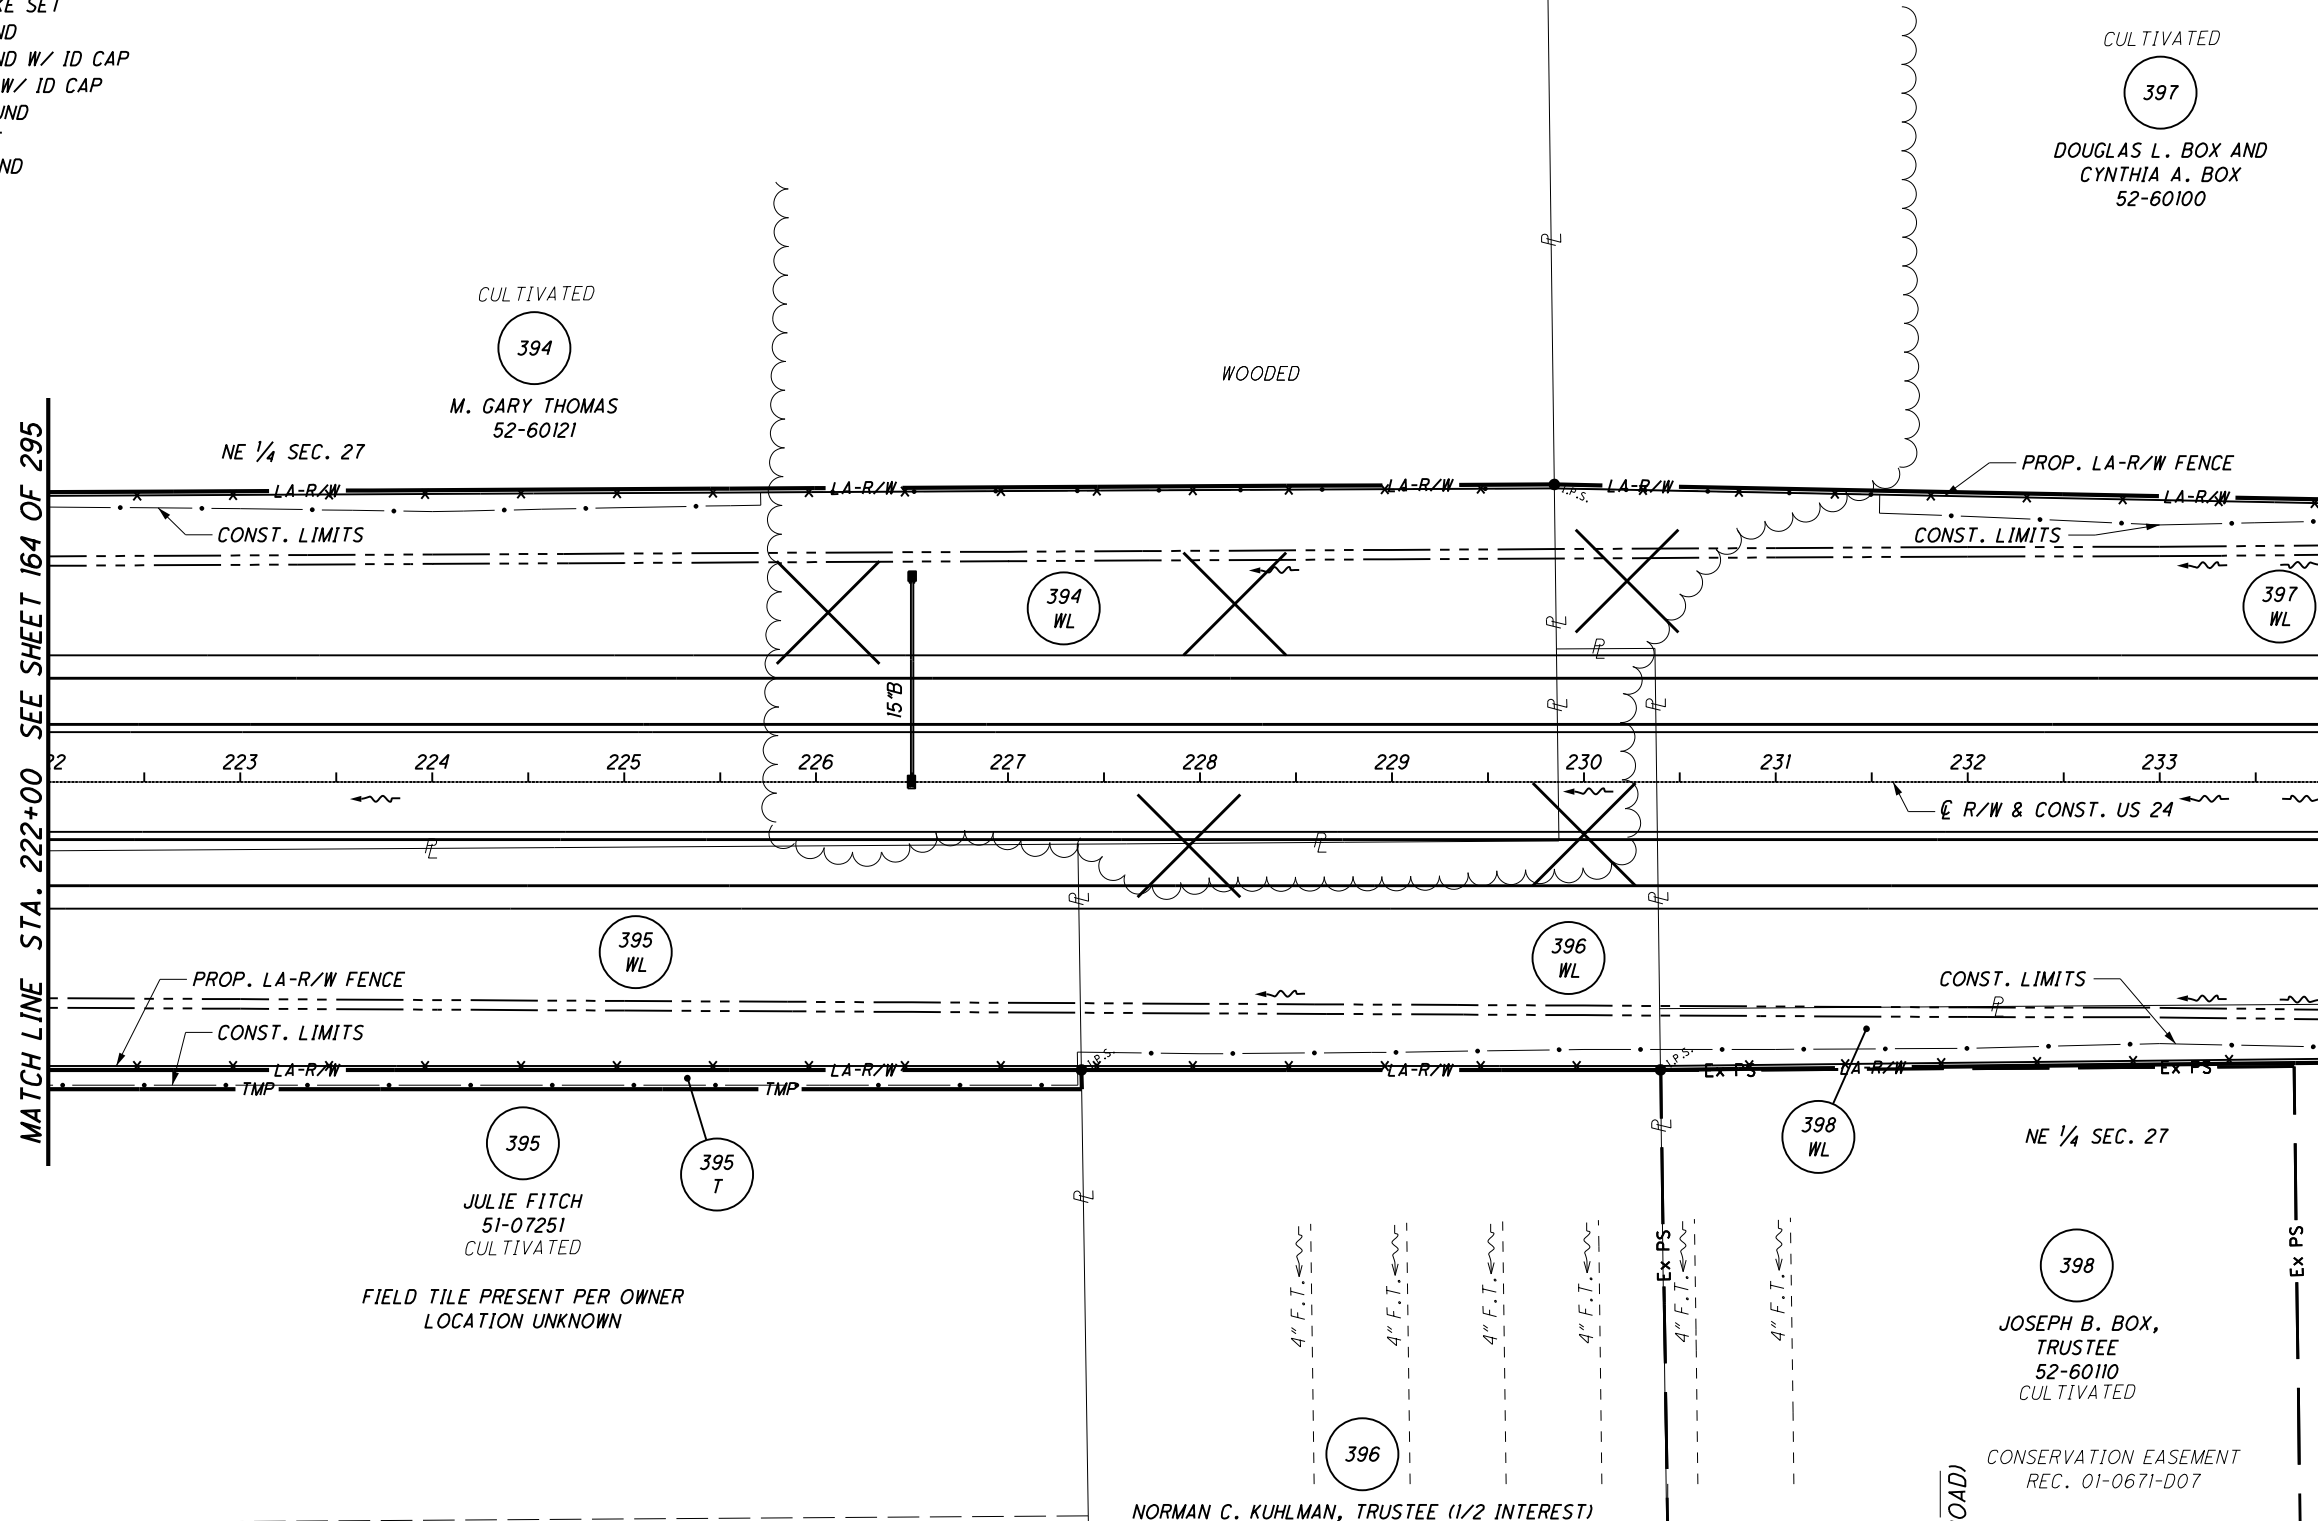 SET
W/ ID CAP
W/ ID CAP
CULTIVATED
397
DOUGLAS L. BOX AND
CYNTHIA A. BOX
52-60100
CULTIVATED
394
M. GARY THOMAS
52-60121
NE 1/4 SEC. 27
WOODED
PROP. LA-R/W FENCE
LA-R/W
LA-R/W
LA-R/W
LA-R/W
LA-R/W
I.P.S.
CONST. LIMITS
CONST. LIMITS
394
WL
397
WL
15"B
MATCH LINE STA. 222+00 SEE SHEET 164 OF 295
22 223 224 225 226 227 228 229 230 231 232 233
℄ R/W & CONST. US 24
395
WL
396
WL
PROP. LA-R/W FENCE
CONST. LIMITS
CONST. LIMITS
I.P.S.
I.P.S.
LA-R/W
LA-R/W
LA-R/W
Ex PS
LA-R/W
Ex PS
TMP
TMP
395
395
T
398
WL
NE 1/4 SEC. 27
JULIE FITCH
51-07251
CULTIVATED
FIELD TILE PRESENT PER OWNER
LOCATION UNKNOWN
4" F.T.
4" F.T.
4" F.T.
4" F.T.
Ex PS
4" F.T.
4" F.T.
Ex PS
398
JOSEPH B. BOX,
TRUSTEE
52-60110
CULTIVATED
CONSERVATION EASEMENT
REC. 01-0671-D07
396
NORMAN C. KUHLMAN, TRUSTEE (1/2 INTEREST)
OAD)